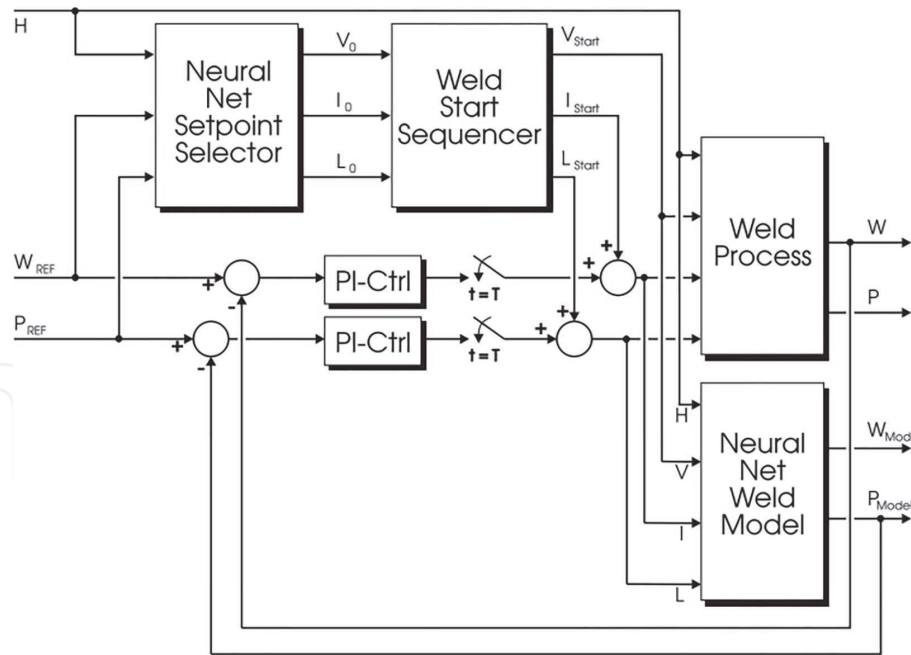 H
Neural
Net
Setpoint
Selector
V0
I0
L0
Weld
Start
Sequencer
VStart
IStart
LStart
Weld
Process
W
P
WREF
+
-
PI-Ctrl
t=T
+
+
PREF
+
-
PI-Ctrl
t=T
+
+
H
V
I
L
Neural
Net
Weld
Model
WMod
PModel